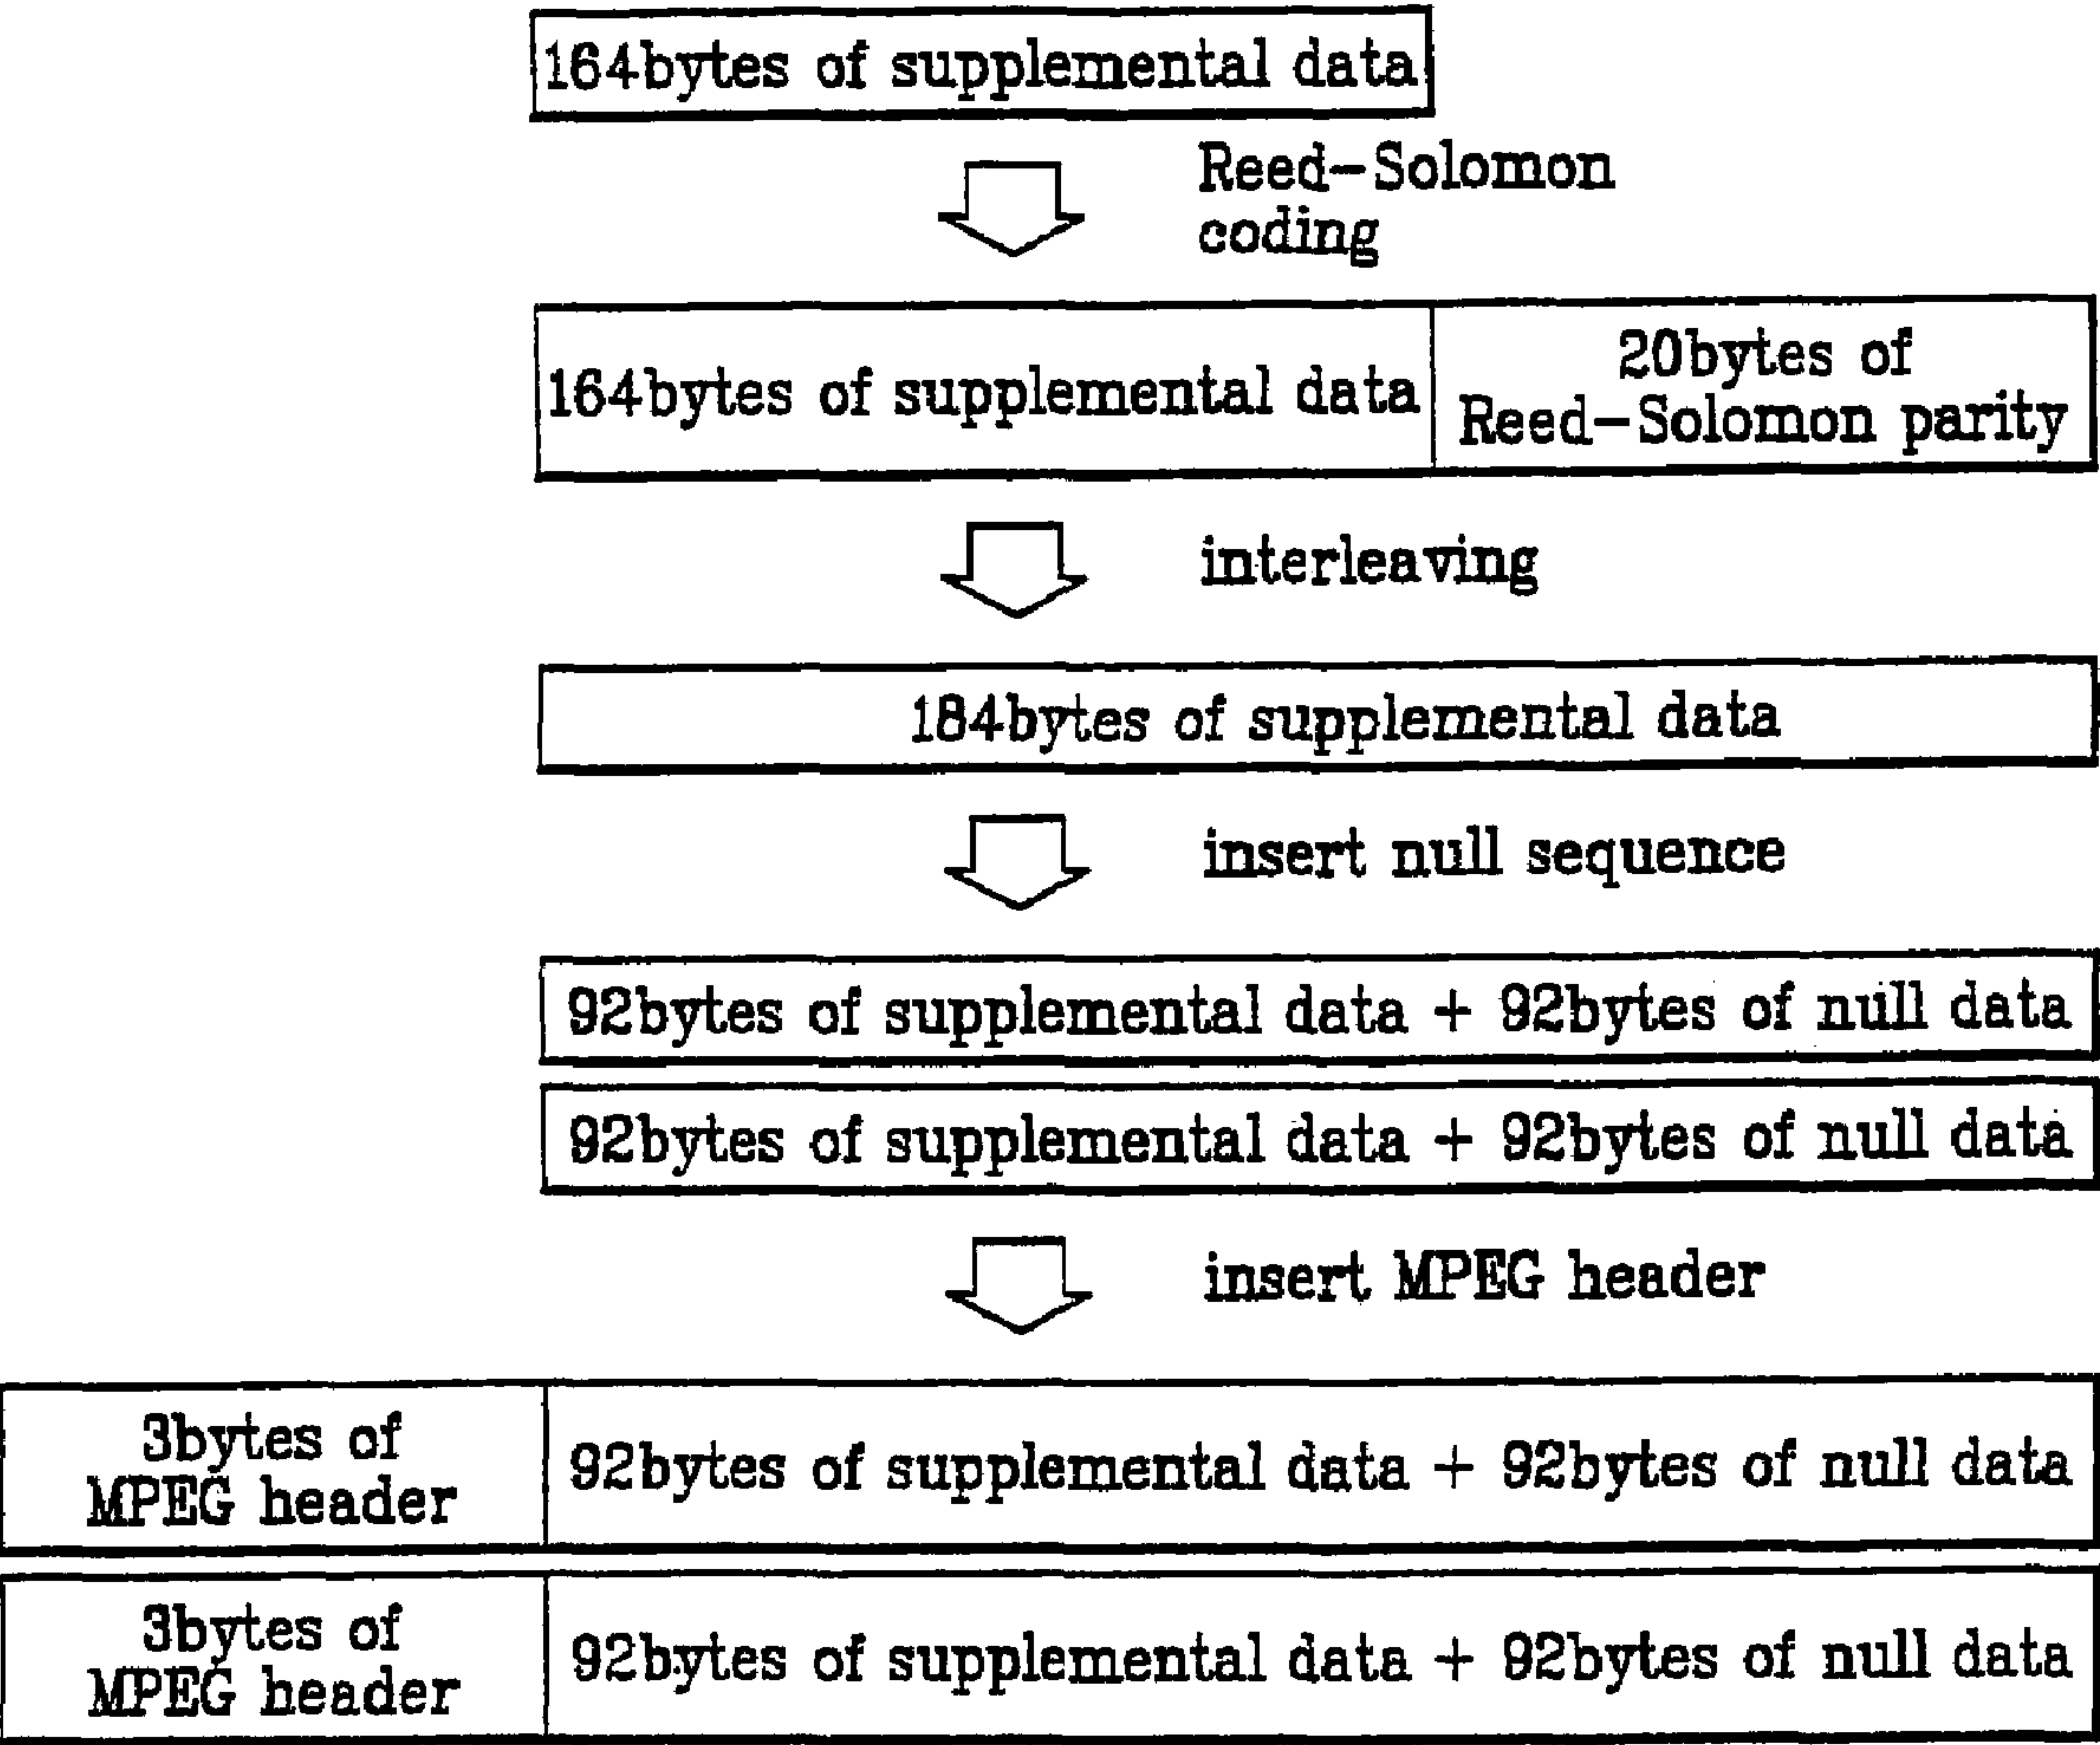 164bytes of supplemental data
Reed-Solomon
coding
164bytes of supplemental data
20bytes of
Reed-Solomon parity
interleaving
184bytes of supplemental data
insert null sequence
92bytes of supplemental data + 92bytes of null data
92bytes of supplemental data + 92bytes of null data
insert MPEG header
3bytes of
MPEG header
92bytes of supplemental data + 92bytes of null data
3bytes of
MPEG header
92bytes of supplemental data + 92bytes of null data